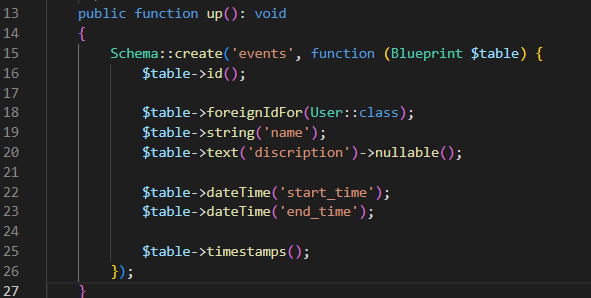 13 public function up(): void
14 {
15 Schema::create('events', function (Blueprint $table) {
16 $table->id();
17
18 $table->foreignIdFor(User::class);
19 $table->string('name');
20 $table->text('discription')->nullable();
21
22 $table->dateTime('start_time');
23 $table->dateTime('end_time');
24
25 $table->timestamps();
26 });
27 }